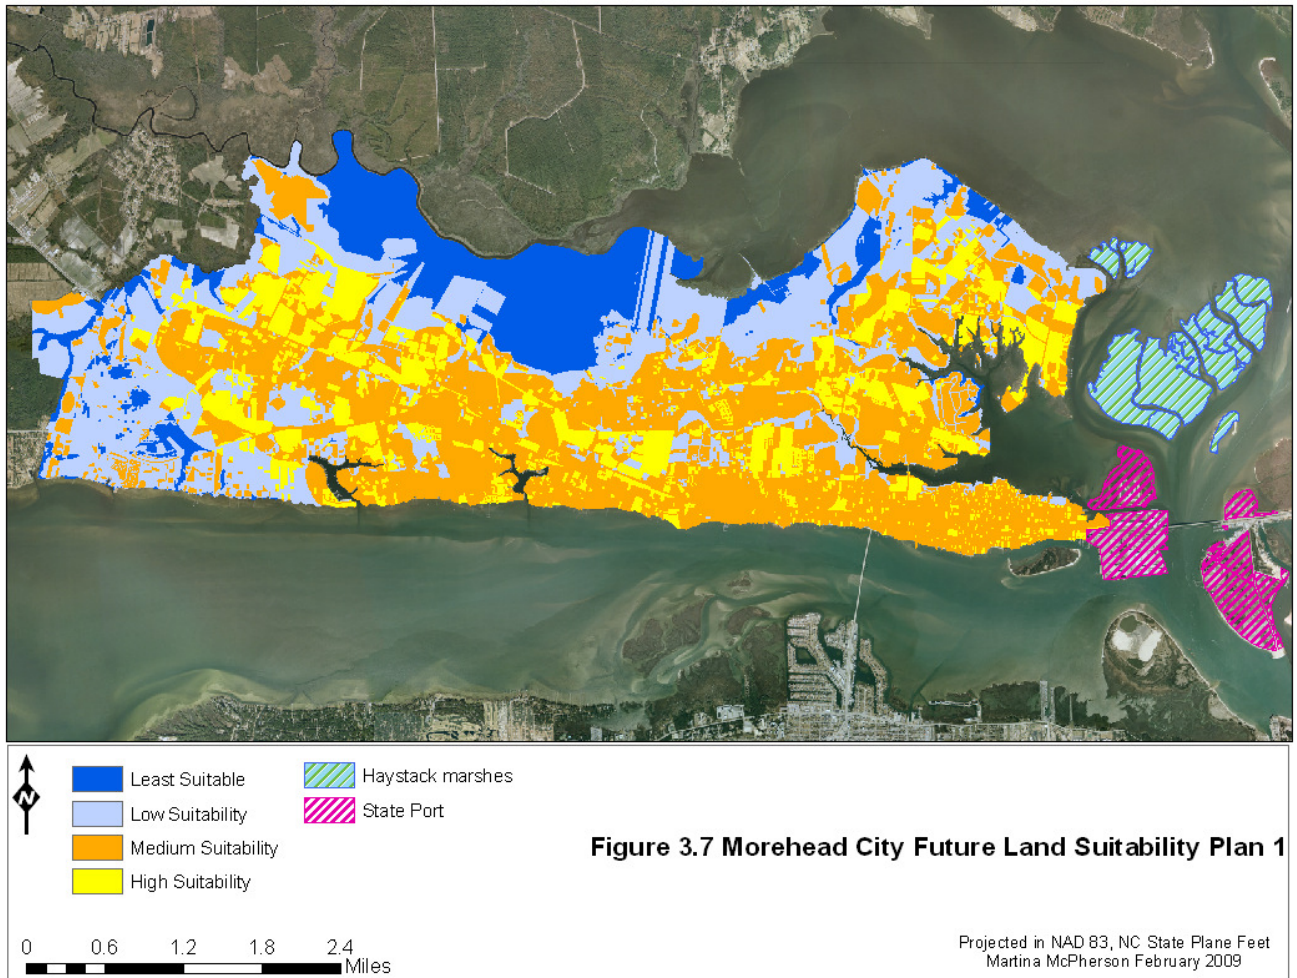 N
Least Suitable
Low Suitability
Medium Suitability
High Suitability
Haystack marshes
State Port
Figure 3.7 Morehead City Future Land Suitability Plan 1
0 0.6 1.2 1.8 2.4
Miles
Projected in NAD 83, NC State Plane Feet
Martina McPherson February 2009